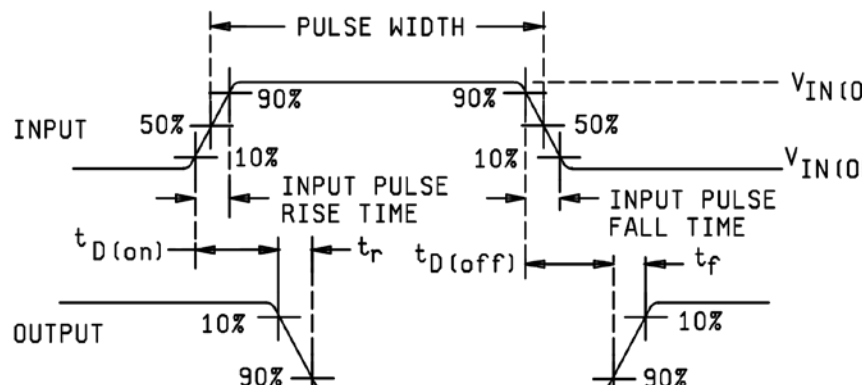 PULSE WIDTH
90%
90%
V IN(O
INPUT
50%
50%
10%
10%
V IN(O
INPUT PULSE
RISE TIME
INPUT PULSE
FALL TIME
t D(on)
t r
t D(off)
t f
OUTPUT
10%
10%
90%
90%